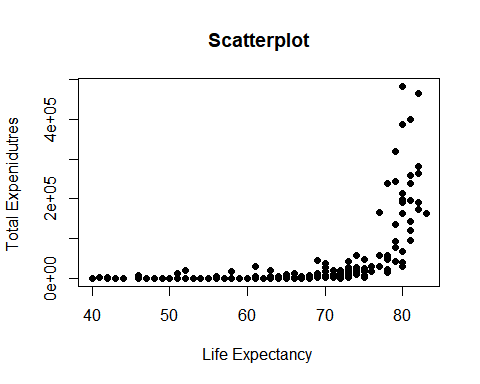 Scatterplot
Total Expenidutres
4e+05
2e+05
0e+00
40 50 60 70 80
Life Expectancy